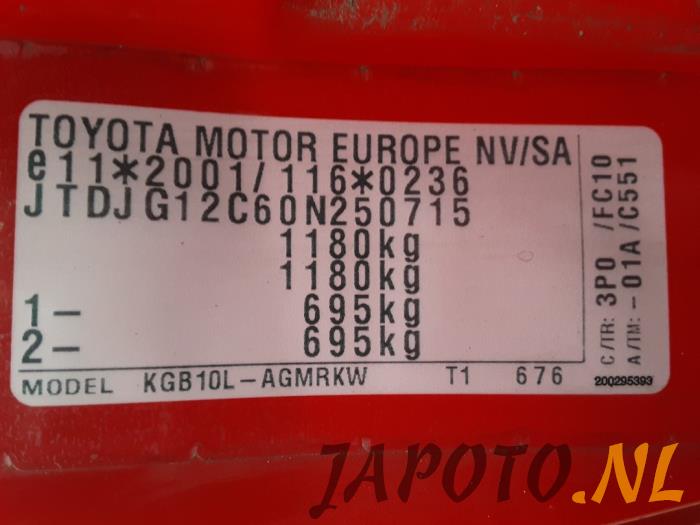 TOYOTA MOTOR EUROPE NV/SA
e11*2001/116*0236
JTDJG12C60N250715
1180kg
1180kg
1- 695kg
2- 695kg
MODEL KGB10L-AGMRKW T1 676
C/TR: 3P0 /FC10
A/TM: -01A/C551
200295393
JAPOTO.NL